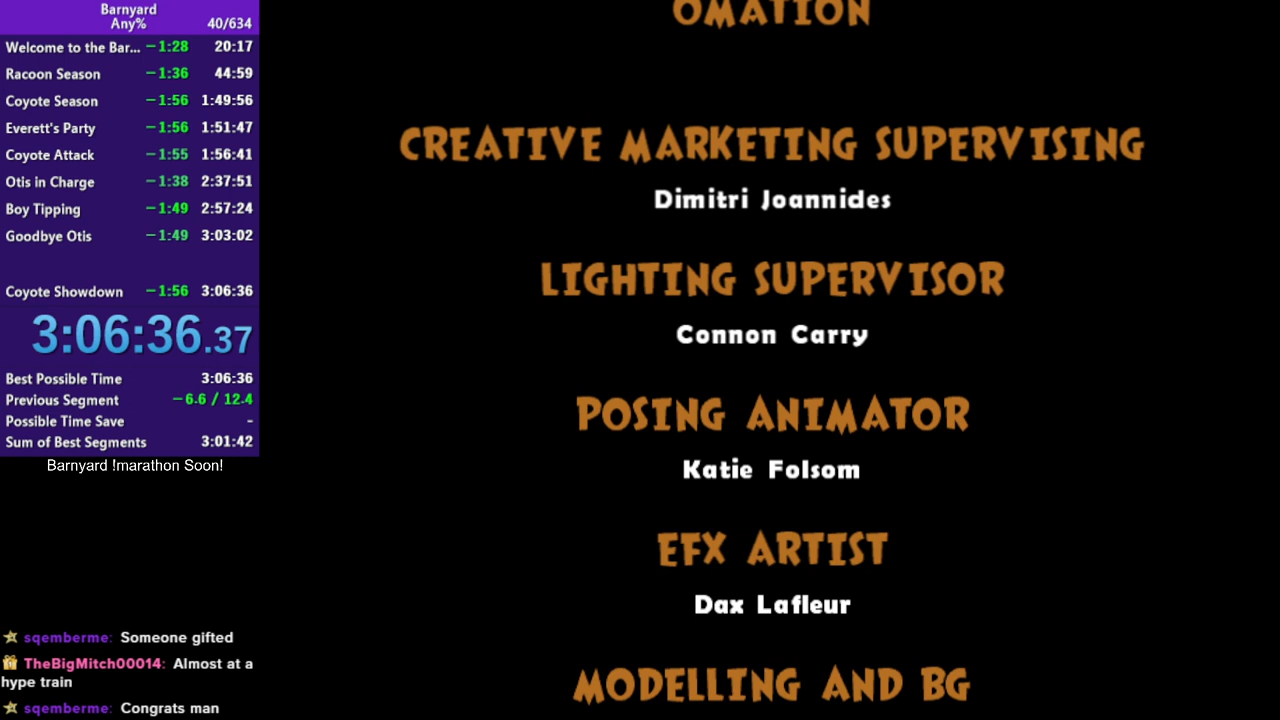 Barnyard
Any% 40/634
Welcome to the Bar... −1:28 20:17
Racoon Season −1:36 44:59
Coyote Season −1:56 1:49:56
Everett's Party −1:56 1:51:47
Coyote Attack −1:55 1:56:41
Otis in Charge −1:38 2:37:51
Boy Tipping −1:49 2:57:24
Goodbye Otis −1:49 3:03:02
Coyote Showdown −1:56 3:06:36
3:06:36.37
Best Possible Time 3:06:36
Previous Segment −6.6 / 12.4
Possible Time Save -
Sum of Best Segments 3:01:42
Barnyard !marathon Soon!
sqemberme: Someone gifted
TheBigMitch00014: Almost at a
hype train
sqemberme: Congrats man
OMATION
CREATIVE MARKETING SUPERVISING
Dimitri Joannides
LIGHTING SUPERVISOR
Connon Carry
POSING ANIMATOR
Katie Folsom
EFX ARTIST
Dax Lafleur
MODELLING AND BG